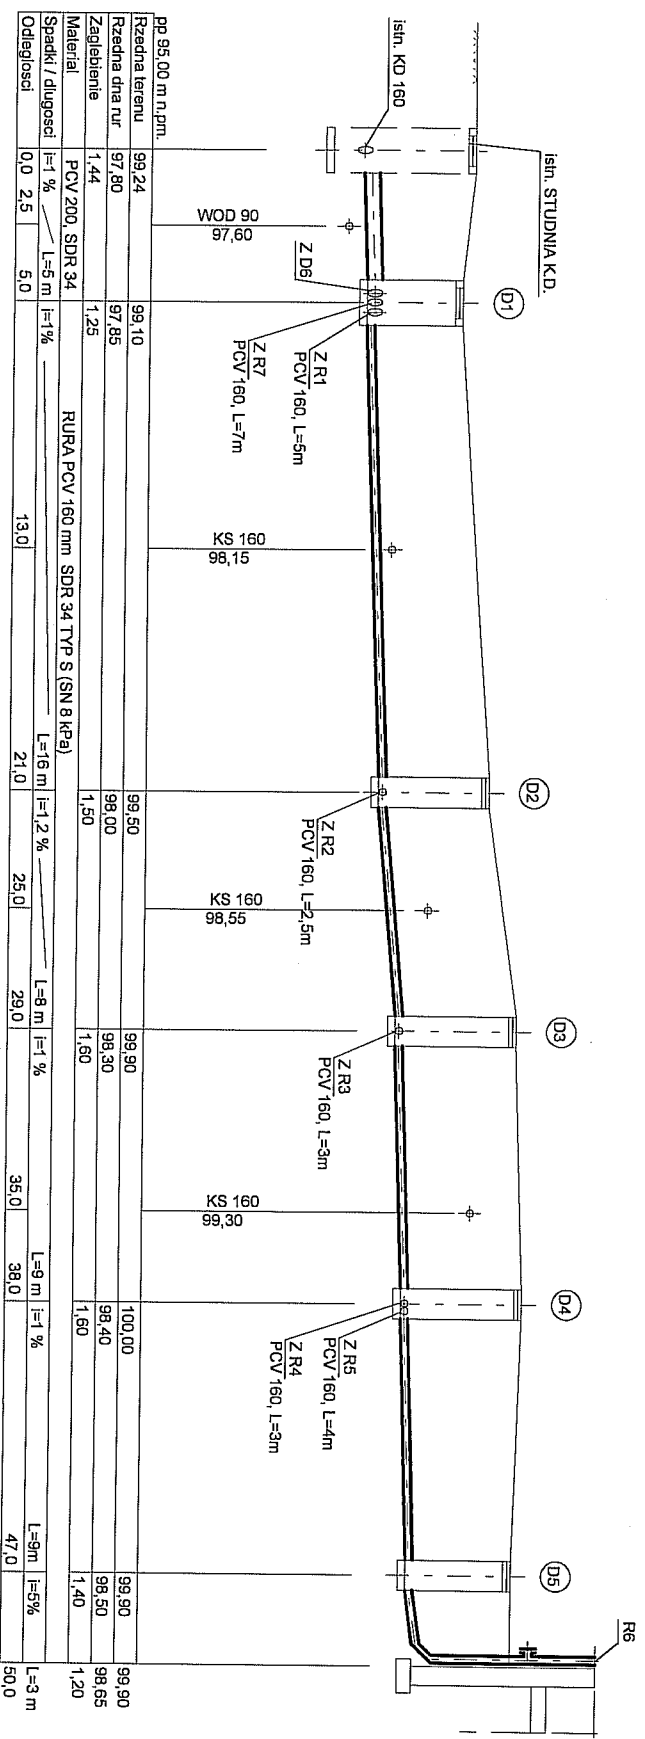 istn. KD 160
istn. STUDNIA K.D.
D1
D2
D3
D4
D5
R6
WOD 90
97,60
Z D6
Z R1
PCV 160, L=5m
Z R7
PCV 160, L=7m
KS 160
98,15
Z R2
PCV 160, L=2,5m
KS 160
98,55
Z R3
PCV 160, L=3m
KS 160
99,30
Z R5
PCV 160, L=4m
Z R4
PCV 160, L=3m
pp 95,00 m n.pm.
Rzedna terenu 99,24 99,10 99,50 99,90 100,00 99,90 99,90
Rzedna dna rur 97,80 97,85 98,00 98,30 98,40 98,50 98,65
Zaglebienie 1,44 1,25 1,50 1,60 1,60 1,40 1,20
Material PCV 200, SDR 34 RURA PCV 160 mm SDR 34 TYP S (SN 8 kPa)
Spadki / dlugosci i=1 % L=5 m i=1% L=16 m i=1,2 % L=8 m i=1 % L=9 m i=1 % L=9m i=5% L=3 m
Odleglosci 0,0 2,5 5,0 13,0 21,0 25,0 29,0 35,0 38,0 47,0 50,0